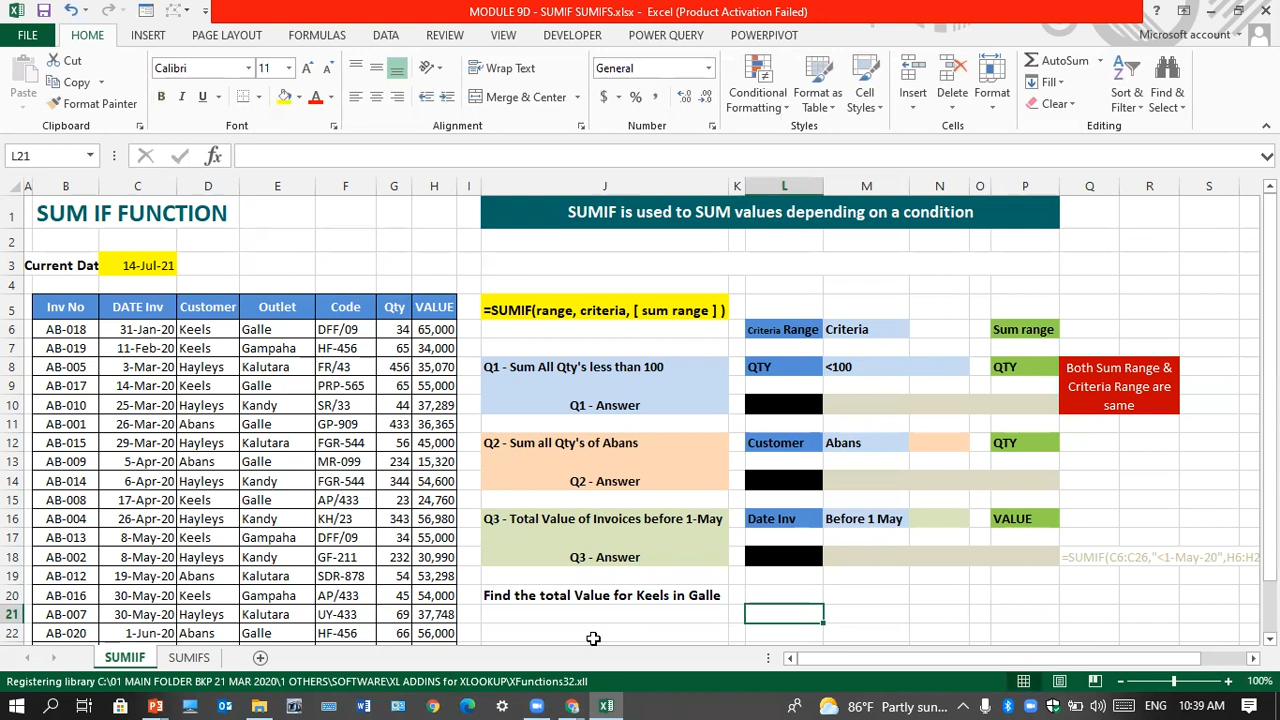 MODULE 9D - SUMIF SUMIFS.xlsx - Excel (Product Activation Failed)
FILE HOME INSERT PAGE LAYOUT FORMULAS DATA REVIEW VIEW DEVELOPER POWER QUERY POWERPIVOT Microsoft account
Paste Cut Copy Format Painter Clipboard
Calibri 11 B I U Font
Wrap Text Merge & Center Alignment
General $ % Number
Conditional Formatting Format as Table Cell Styles Styles
Insert Delete Format Cells
AutoSum Fill Clear Sort & Filter Find & Select Editing
L21 fx
A B C D E F G H I J K L M N O P Q R S
1 SUM IF FUNCTION SUMIF is used to SUM values depending on a condition
2
3 Current Dat 14-Jul-21
4
5 Inv No DATE Inv Customer Outlet Code Qty VALUE =SUMIF(range, criteria, [ sum range ] )
6 AB-018 31-Jan-20 Keels Galle DFF/09 34 65,000 Criteria Range Criteria Sum range
7 AB-019 11-Feb-20 Keels Gampaha HF-456 65 34,000
8 AB-005 3-Mar-20 Hayleys Kalutara FR/43 456 35,070 Q1 - Sum All Qty's less than 100 QTY <100 QTY Both Sum Range &
9 AB-017 14-Mar-20 Keels Galle PRP-565 65 55,000 Criteria Range are
10 AB-010 25-Mar-20 Hayleys Kandy SR/33 44 37,289 Q1 - Answer same
11 AB-001 26-Mar-20 Abans Galle GP-909 433 36,365
12 AB-015 29-Mar-20 Hayleys Kalutara FGR-544 56 45,000 Q2 - Sum all Qty's of Abans Customer Abans QTY
13 AB-009 5-Apr-20 Abans Galle MR-099 234 15,320
14 AB-014 5-Apr-20 Hayleys Kandy FGR-544 344 54,600 Q2 - Answer
15 AB-008 17-Apr-20 Keels Galle AP/433 23 24,760
16 AB-004 26-Apr-20 Hayleys Kandy KH/23 343 56,980 Q3 - Total Value of Invoices before 1-May Date Inv Before 1 May VALUE
17 AB-013 8-May-20 Keels Galle DFF/09 54 55,000
18 AB-002 8-May-20 Hayleys Kandy GF-211 232 30,990 Q3 - Answer =SUMIF(C6:C26,"<1-May-20",H6:H2
19 AB-012 19-May-20 Abans Kalutara SDR-878 54 53,298
20 AB-016 30-May-20 Keels Gampaha AP/433 45 54,000 Find the total Value for Keels in Galle
21 AB-007 30-May-20 Hayleys Kalutara UY-433 69 37,748
22 AB-020 1-Jun-20 Abans Galle HF-456 66 56,000
SUMIIF SUMIFS
Registering library C:\01 MAIN FOLDER BKP 21 MAR 2020\1 OTHERS\SOFTWARE\XL ADDINS for XLOOKUP\XFunctions32.xll 100%
86°F Partly sun... ENG 10:39 AM